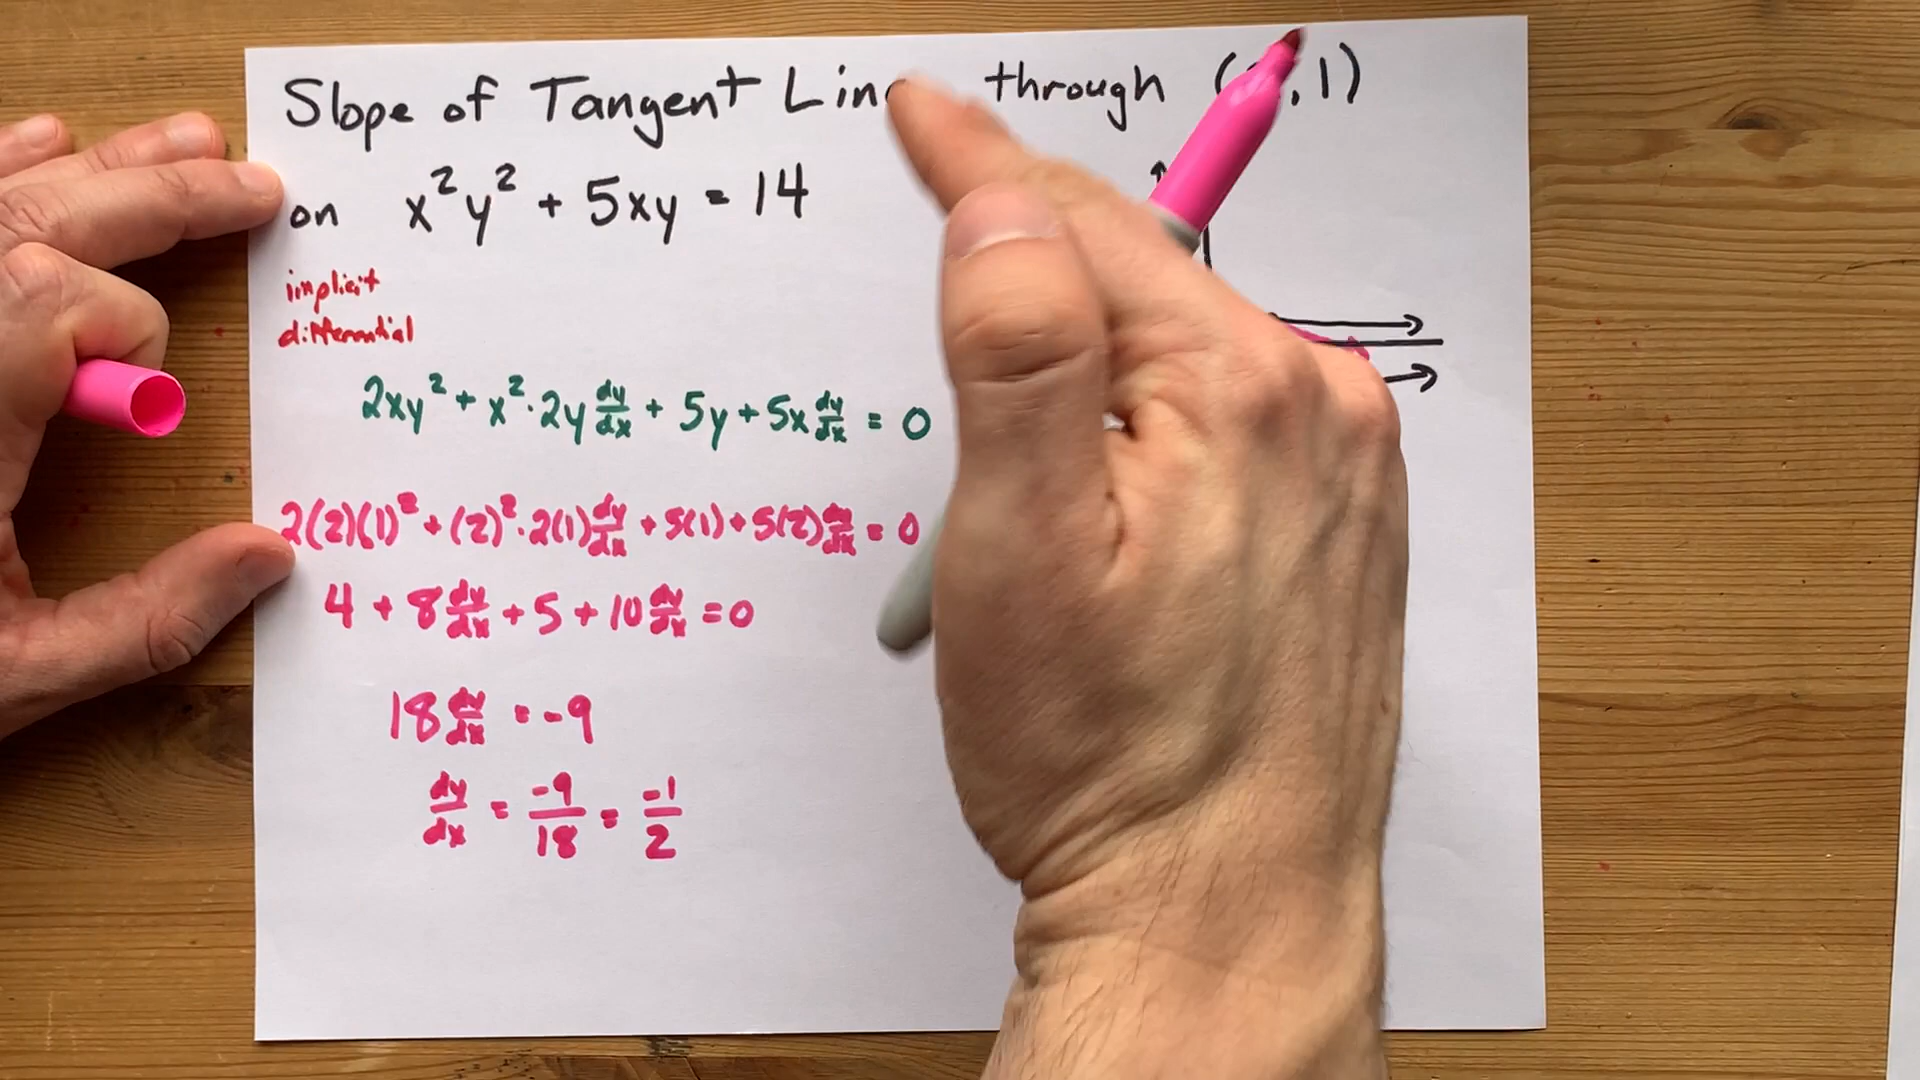 Slope of Tangent Line through ( , 1)
on x²y² + 5xy = 14
implicit
differential
2xy² + x²·2y dy/dx + 5y + 5x dy/dx = 0
2(2)(1)² + (2)²·2(1) dy/dx + 5(1) + 5(2) dy/dx = 0
4 + 8 dy/dx + 5 + 10 dy/dx = 0
18 dy/dx = -9
dy/dx = -9/18 = -1/2